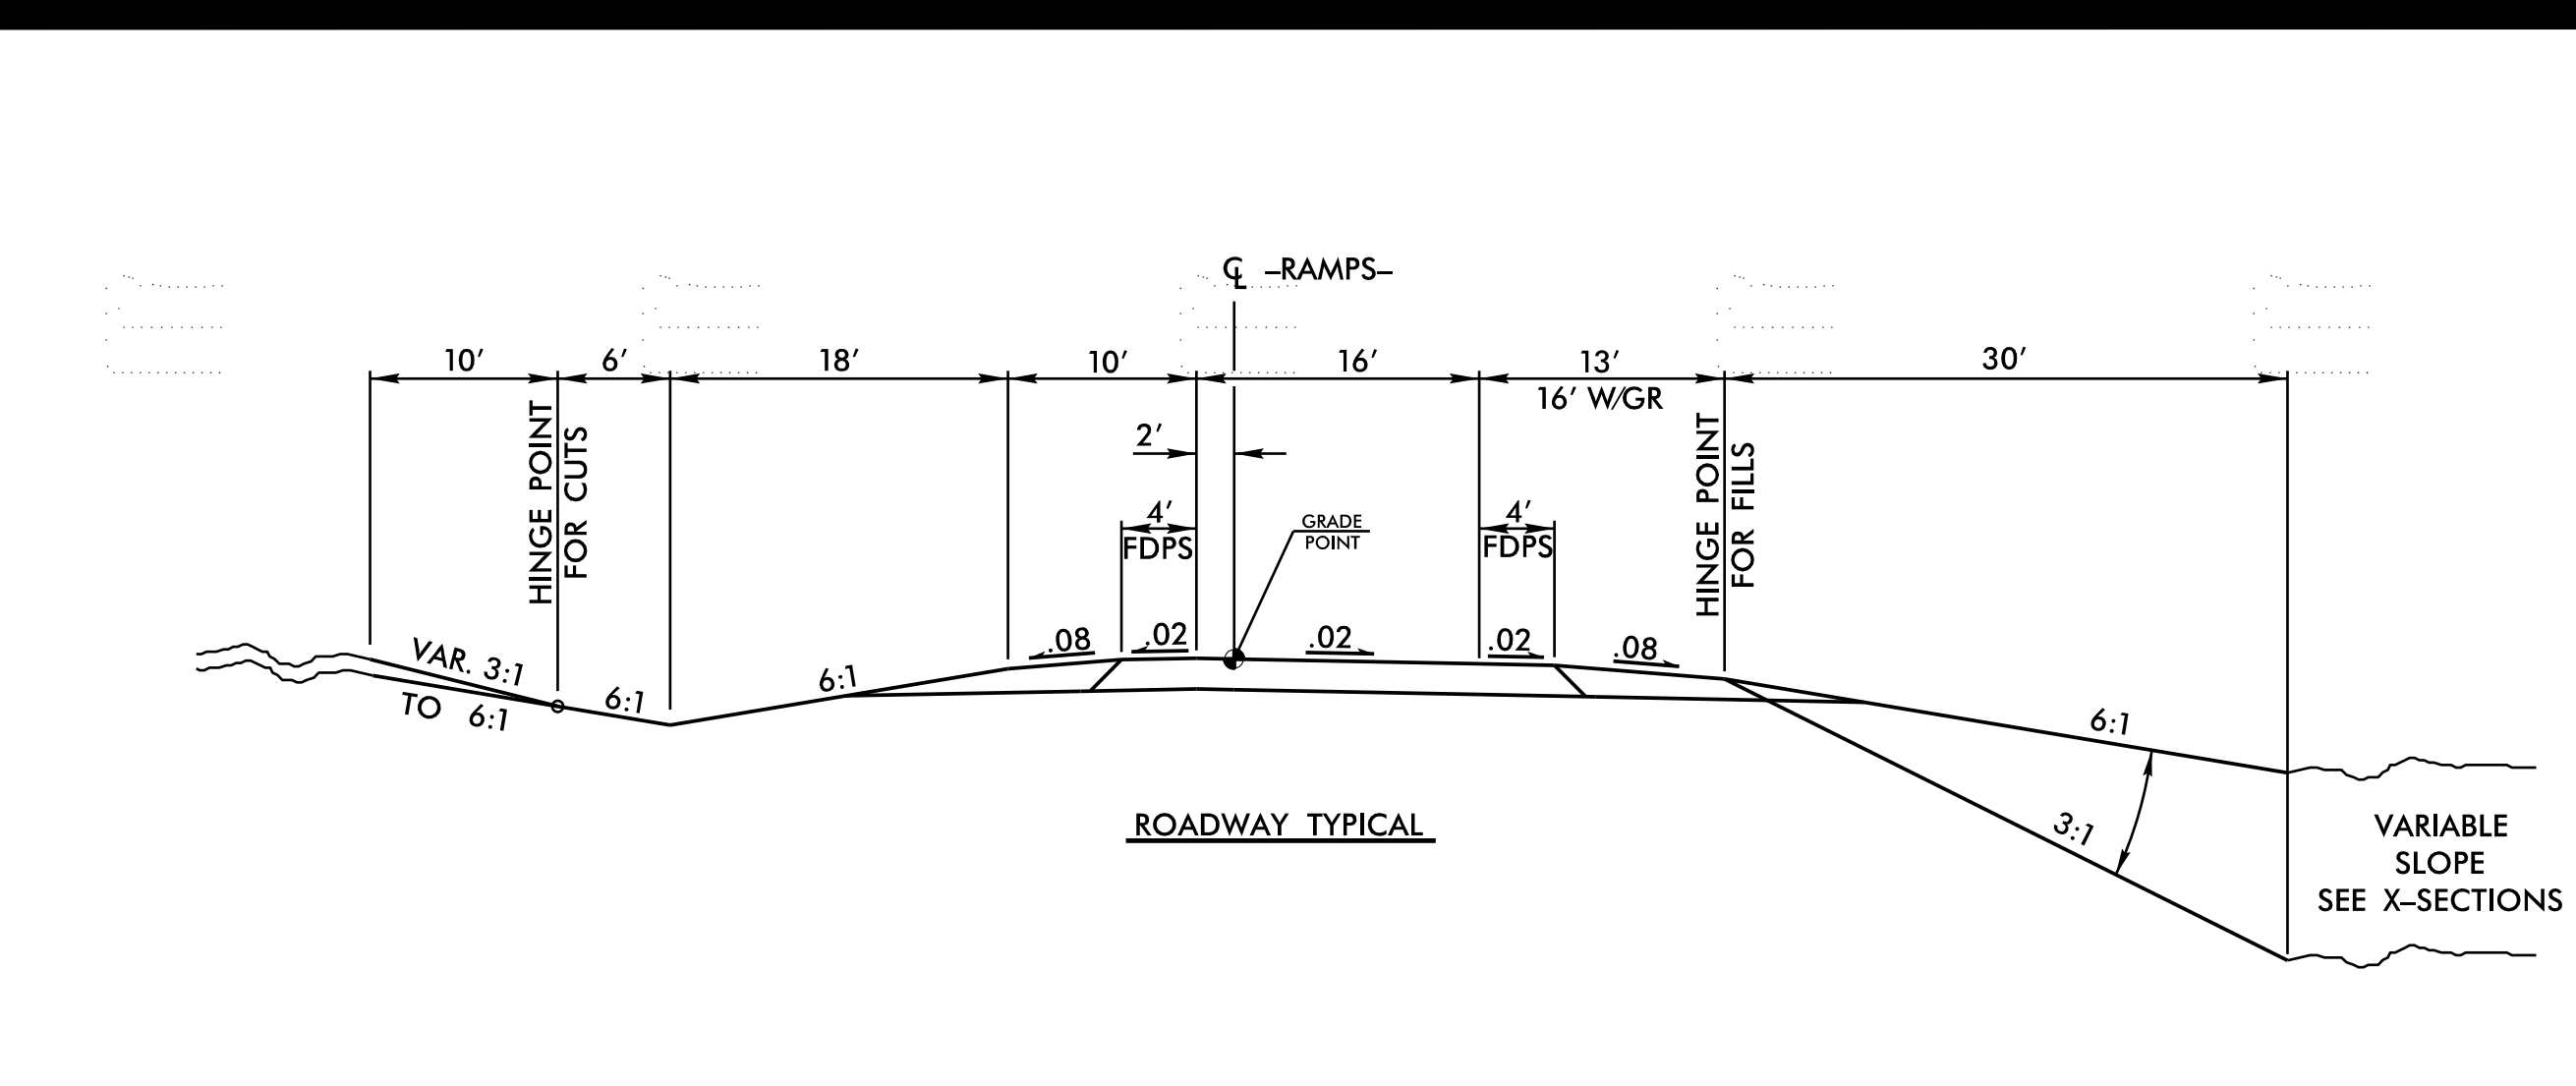 ℄ –RAMPS–
10′ 6′ 18′ 10′ 16′ 13′ 30′
16′ W/GR
HINGE POINT
FOR CUTS
2′
HINGE POINT
FOR FILLS
4′
FDPS
GRADE
POINT
4′
FDPS
VAR. 3:1
TO 6:1
6:1
6:1
.08
.02
.02
.02
.08
6:1
3:1
ROADWAY TYPICAL
VARIABLE
SLOPE
SEE X–SECTIONS